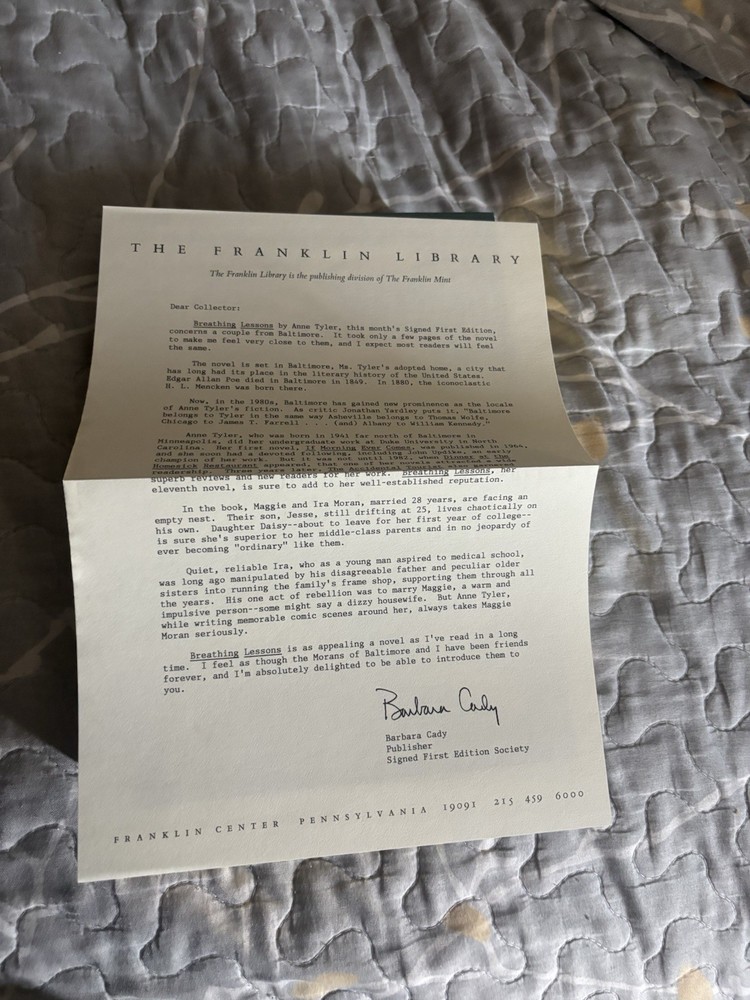 THE FRANKLIN LIBRARY
The Franklin Library is the publishing division of The Franklin Mint
Dear Collector:
Breathing Lessons by Anne Tyler, this month's Signed First Edition,
concerns a couple from Baltimore. It took only a few pages of the novel
to make me feel very close to them, and I expect most readers will feel
the same.
The novel is set in Baltimore, Ms. Tyler's adopted home, a city that
has long had its place in the literary history of the United States.
Edgar Allan Poe died in Baltimore in 1849. In 1880, the iconoclastic
H. L. Mencken was born there.
Now, in the 1980s, Baltimore has gained new prominence as the locale
of Anne Tyler's fiction. As critic Jonathan Yardley puts it, "Baltimore
belongs to Tyler in the same way Asheville belongs to Thomas Wolfe,
Chicago to James T. Farrell . . . (and) Albany to William Kennedy."
Anne Tyler, who was born in 1941 far north of Baltimore in
Minneapolis, did her undergraduate work at Duke University in North
Carolina. Her first novel, If Morning Ever Comes, was published in 1964,
and she soon had a devoted following, including John Updike, an early
champion of her work. But it was not until 1982, when Dinner at the
Homesick Restaurant appeared, that one of her novels attracted a wide
readership. Three years later, The Accidental Tourist also garnered
superb reviews and new readers for her work. Breathing Lessons, her
eleventh novel, is sure to add to her well-established reputation.
In the book, Maggie and Ira Moran, married 28 years, are facing an
empty nest. Their son, Jesse, still drifting at 25, lives chaotically on
his own. Daughter Daisy--about to leave for her first year of college--
is sure she's superior to her middle-class parents and in no jeopardy of
ever becoming "ordinary" like them.
Quiet, reliable Ira, who as a young man aspired to medical school,
was long ago manipulated by his disagreeable father and peculiar older
sisters into running the family's frame shop, supporting them through all
the years. His one act of rebellion was to marry Maggie, a warm and
impulsive person--some might say a dizzy housewife. But Anne Tyler,
while writing memorable comic scenes around her, always takes Maggie
Moran seriously.
Breathing Lessons is as appealing a novel as I've read in a long
time. I feel as though the Morans of Baltimore and I have been friends
forever, and I'm absolutely delighted to be able to introduce them to
you.
Barbara Cady
Barbara Cady
Publisher
Signed First Edition Society
FRANKLIN CENTER PENNSYLVANIA 19091 215 459 6000